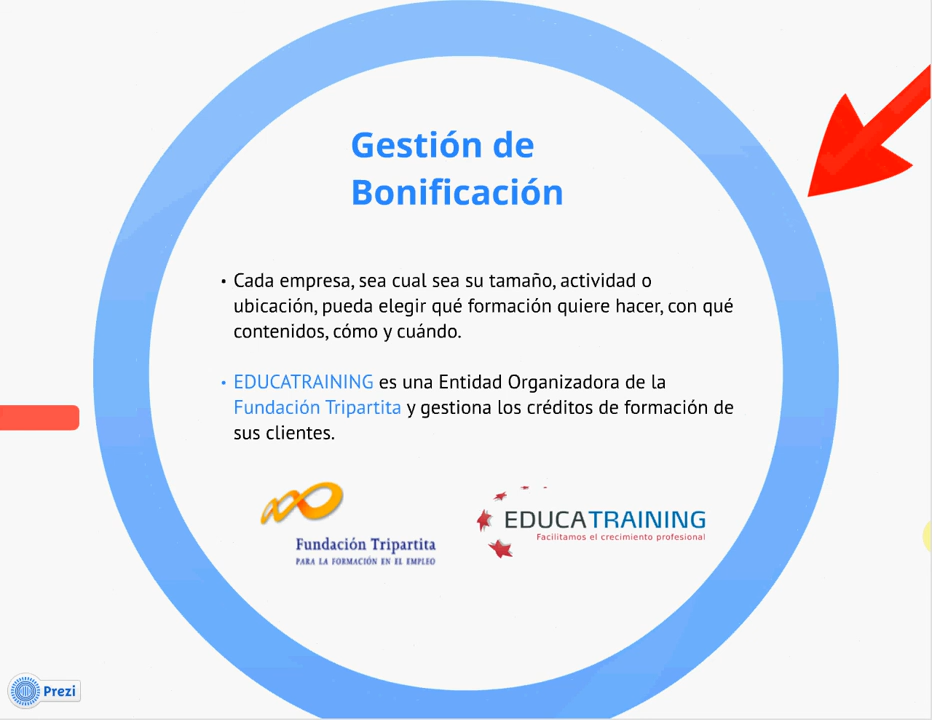 Gestión de
Bonificación
• Cada empresa, sea cual sea su tamaño, actividad o
ubicación, pueda elegir qué formación quiere hacer, con qué
contenidos, cómo y cuándo.
• EDUCATRAINING es una Entidad Organizadora de la
Fundación Tripartita y gestiona los créditos de formación de
sus clientes.
Fundación Tripartita
PARA LA FORMACIÓN EN EL EMPLEO
EDUCATRAINING
Facilitamos el crecimiento profesional
Prezi